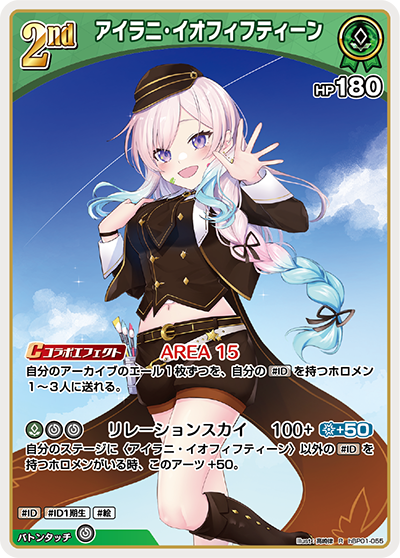 2nd
アイラニ・イオフィフティーン
HP180
コラボエフェクト AREA 15
自分のアーカイブのエール1枚ずつを、自分の #ID を持つホロメン
1～3人に送れる。
リレーションスカイ 100+ +50
自分のステージに〈アイラニ・イオフィフティーン〉以外の #ID を
持つホロメンがいる時、このアーツ +50。
#ID #ID1期生 #絵
バトンタッチ
R hBP01-055